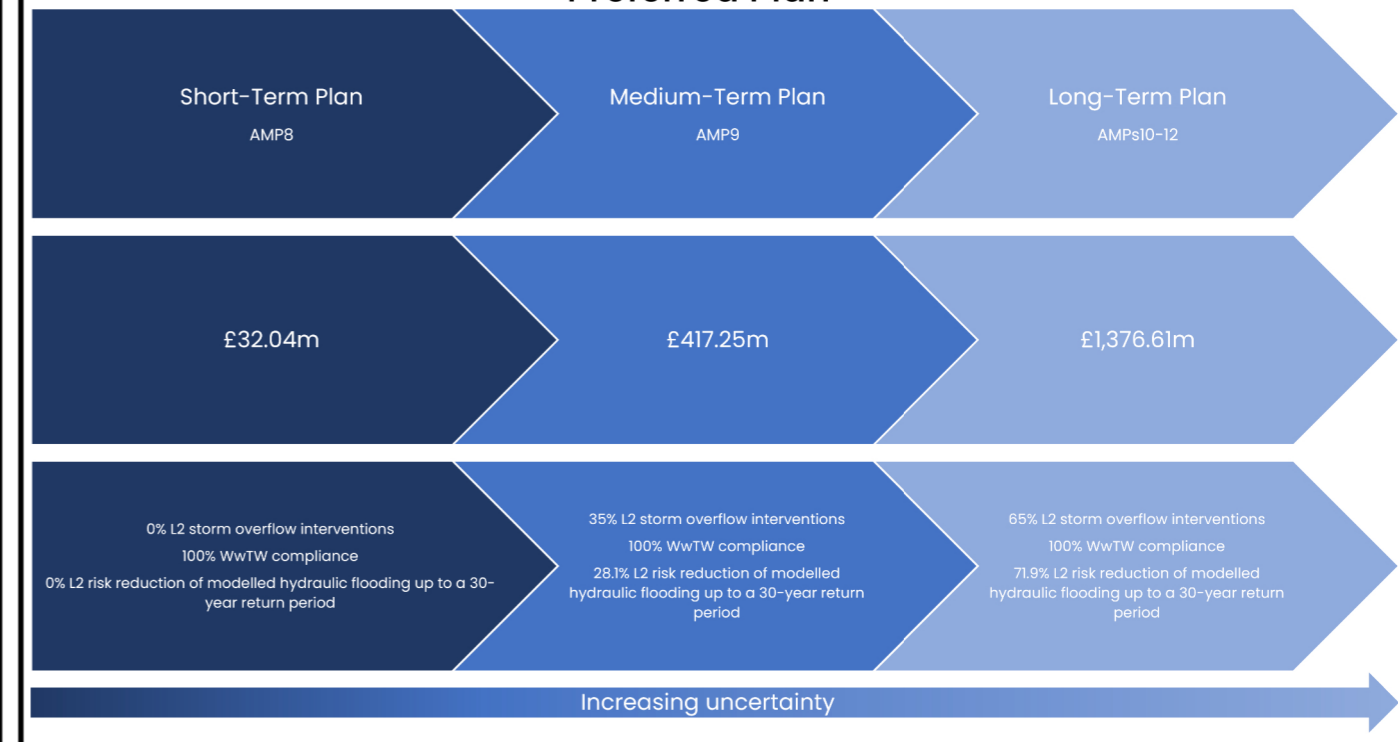 Preferred Plan
Short-Term Plan
AMP8
Medium-Term Plan
AMP9
Long-Term Plan
AMPs10-12
£32.04m
£417.25m
£1,376.61m
0% L2 storm overflow interventions
100% WwTW compliance
0% L2 risk reduction of modelled hydraulic flooding up to a 30-
year return period
35% L2 storm overflow interventions
100% WwTW compliance
28.1% L2 risk reduction of modelled
hydraulic flooding up to a 30-year return
period
65% L2 storm overflow interventions
100% WwTW compliance
71.9% L2 risk reduction of modelled
hydraulic flooding up to a 30-year return
period
Increasing uncertainty